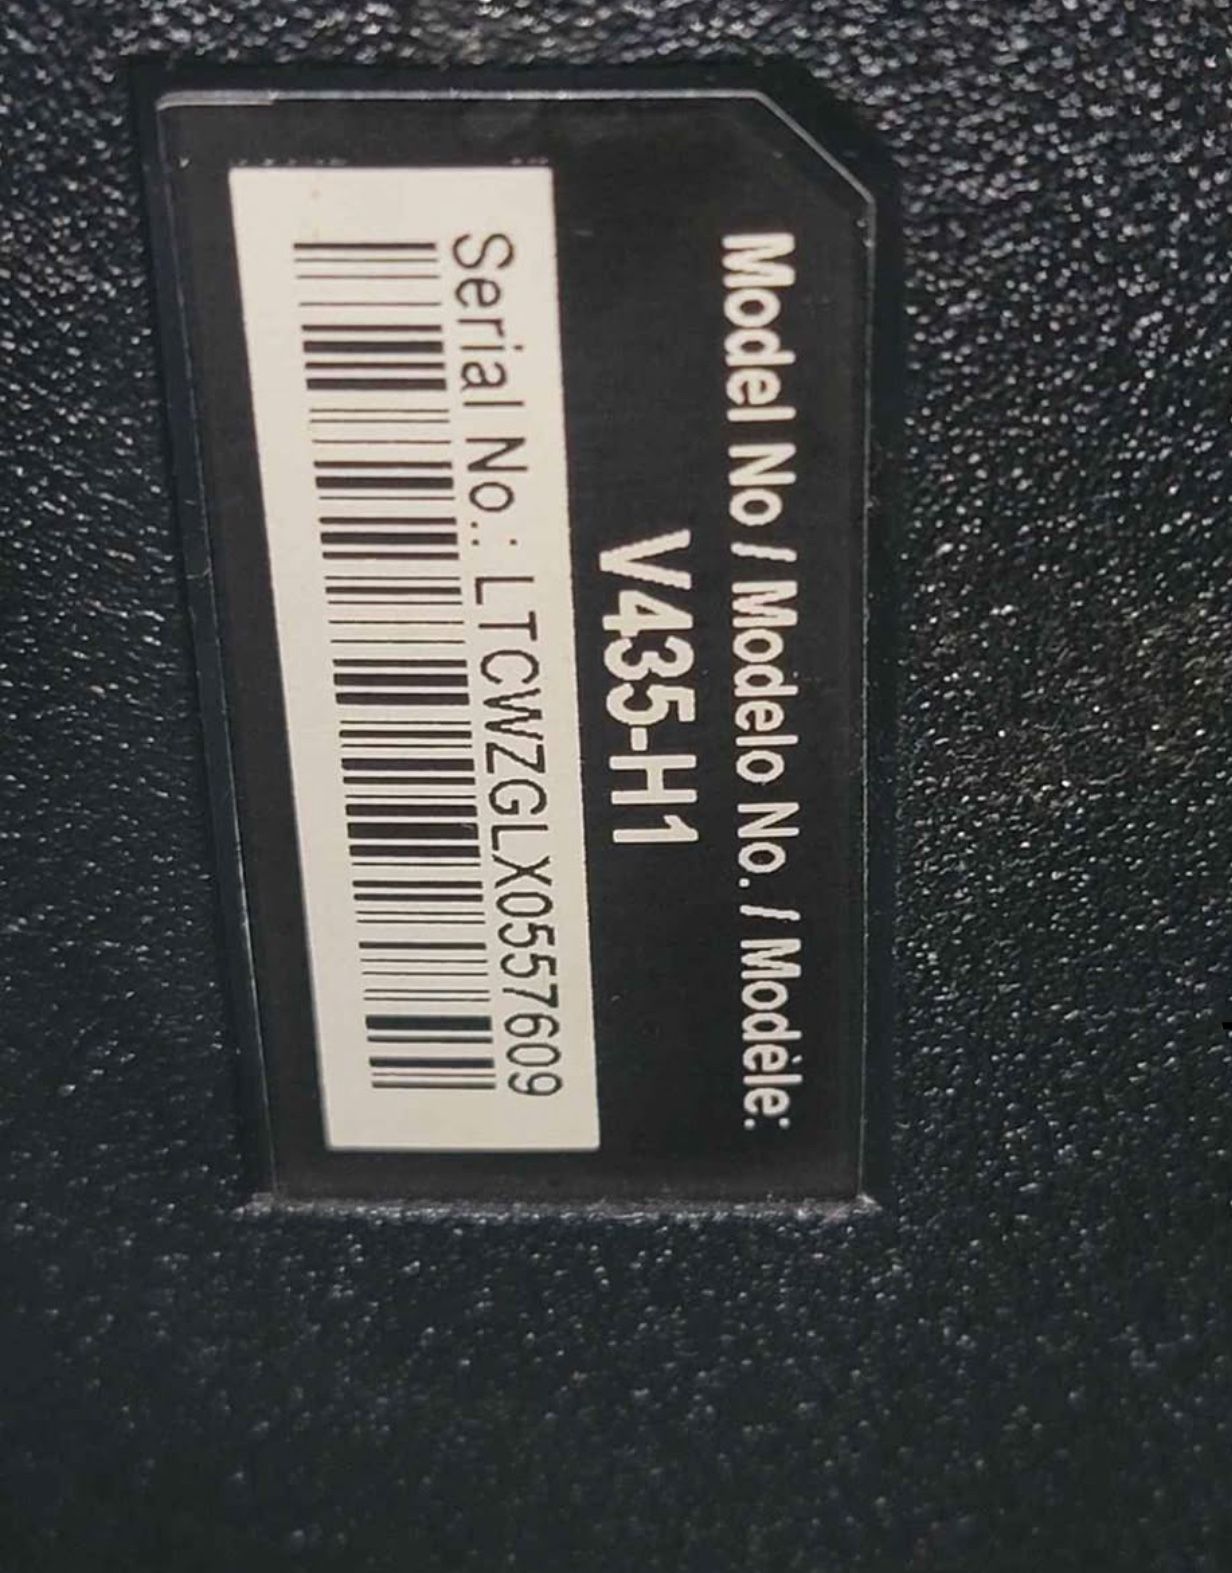 Model No / Modelo No. / Modèle:
V435-H1
Serial No.: LTCWZGLX0557609